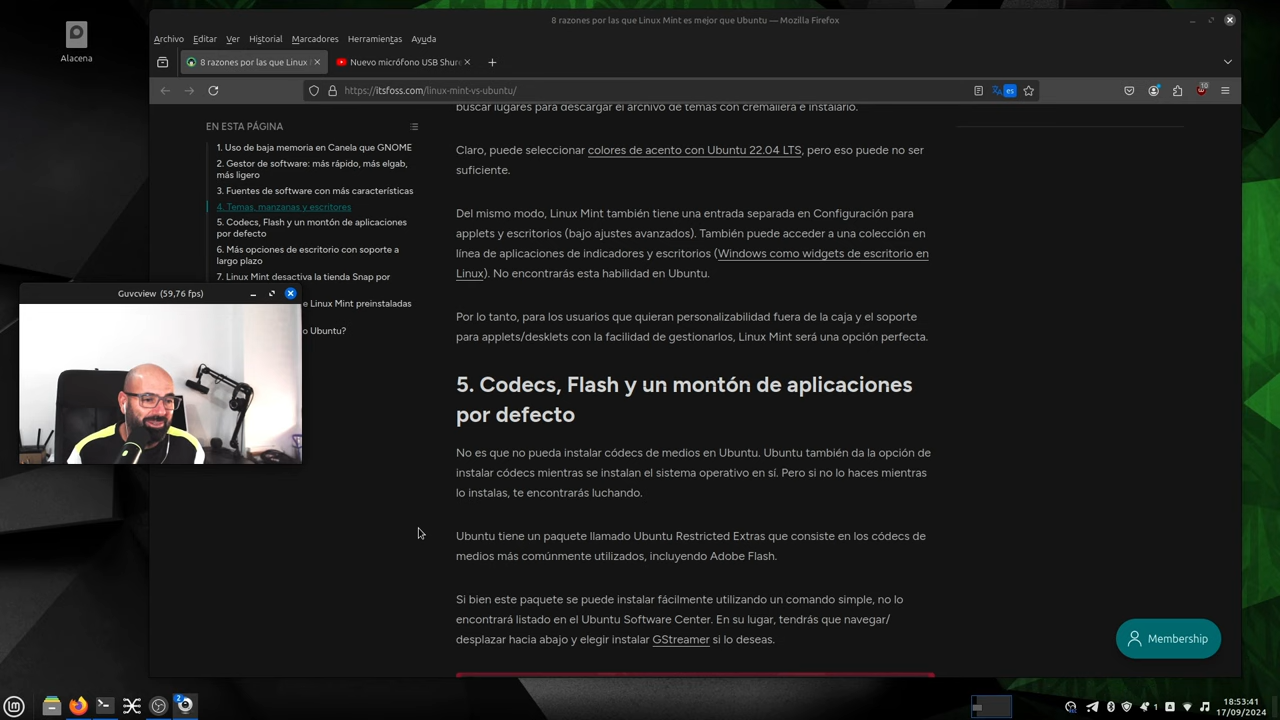 Alacena
8 razones por las que Linux Mint es mejor que Ubuntu — Mozilla Firefox
Archivo Editar Ver Historial Marcadores Herramientas Ayuda
8 razones por las que Linux
Nuevo micrófono USB Shure
https://itsfoss.com/linux-mint-vs-ubuntu/
es
buscar lugares para descargar el archivo de temas con cremallera e instalarlo.
EN ESTA PÁGINA
1. Uso de baja memoria en Canela que GNOME
2. Gestor de software: más rápido, más elgab,
más ligero
3. Fuentes de software con más características
4. Temas, manzanas y escritores
5. Codecs, Flash y un montón de aplicaciones
por defecto
6. Más opciones de escritorio con soporte a
largo plazo
7. Linux Mint desactiva la tienda Snap por
e Linux Mint preinstaladas
o Ubuntu?
Guvcview (59,76 fps)
Claro, puede seleccionar colores de acento con Ubuntu 22.04 LTS, pero eso puede no ser
suficiente.
Del mismo modo, Linux Mint también tiene una entrada separada en Configuración para
applets y escritorios (bajo ajustes avanzados). También puede acceder a una colección en
línea de aplicaciones de indicadores y escritorios (Windows como widgets de escritorio en
Linux). No encontrarás esta habilidad en Ubuntu.
Por lo tanto, para los usuarios que quieran personalizabilidad fuera de la caja y el soporte
para applets/desklets con la facilidad de gestionarlos, Linux Mint será una opción perfecta.
5. Codecs, Flash y un montón de aplicaciones
por defecto
No es que no pueda instalar códecs de medios en Ubuntu. Ubuntu también da la opción de
instalar códecs mientras se instalan el sistema operativo en sí. Pero si no lo haces mientras
lo instalas, te encontrarás luchando.
Ubuntu tiene un paquete llamado Ubuntu Restricted Extras que consiste en los códecs de
medios más comúnmente utilizados, incluyendo Adobe Flash.
Si bien este paquete se puede instalar fácilmente utilizando un comando simple, no lo
encontrará listado en el Ubuntu Software Center. En su lugar, tendrás que navegar/
desplazar hacia abajo y elegir instalar GStreamer si lo deseas.
Membership
2
1
18:53:41
17/09/2024